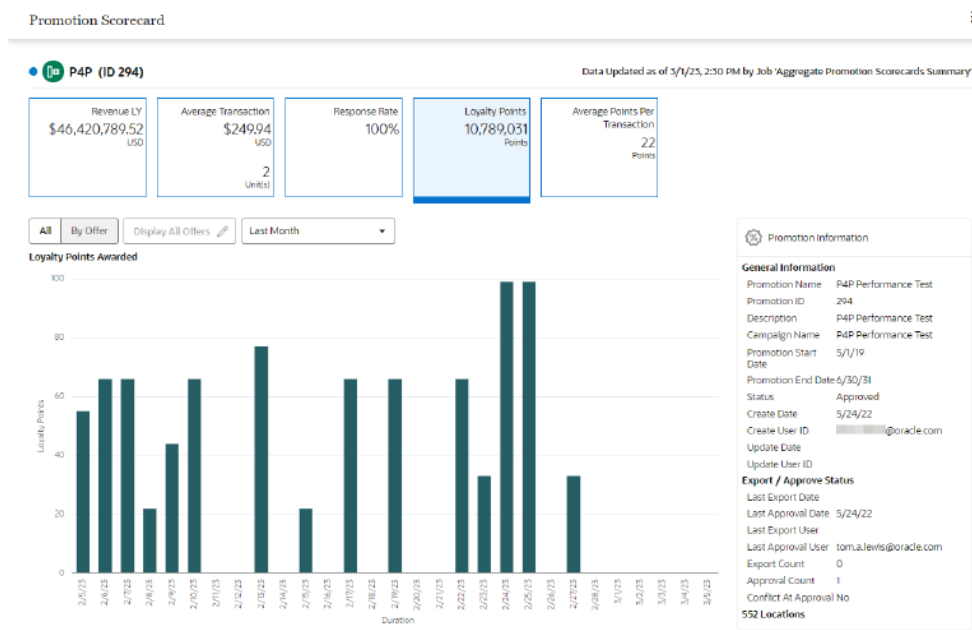 Promotion Scorecard
P4P (ID 294)
Data Updated as of 3/1/23, 2:30 PM by Job 'Aggregate Promotion Scorecards Summary'
Revenue LY
$46,420,789.52
USD
Average Transaction
$249.94
USD
2
Unit(s)
Response Rate
100%
Loyalty Points
10,789,031
Points
Average Points Per
Transaction
22
Points
All
By Offer
Display All Offers
Last Month
Loyalty Points Awarded
100
80
60
40
20
0
Loyalty Points
2/5/23
2/6/23
2/7/23
2/8/23
2/9/23
2/10/23
2/11/23
2/12/23
2/13/23
2/14/23
2/15/23
2/16/23
2/17/23
2/18/23
2/19/23
2/20/23
2/21/23
2/22/23
2/23/23
2/24/23
2/25/23
2/26/23
2/27/23
2/28/23
3/1/23
3/2/23
3/3/23
3/4/23
3/5/23
Duration
Promotion Information
General Information
Promotion Name P4P Performance Test
Promotion ID 294
Description P4P Performance Test
Campaign Name P4P Performance Test
Promotion Start 5/1/19
Date
Promotion End Date 6/30/31
Status Approved
Create Date 5/24/22
Create User ID @oracle.com
Update Date
Update User ID
Export / Approve Status
Last Export Date
Last Approval Date 5/24/22
Last Export User
Last Approval User tom.a.lewis@oracle.com
Export Count 0
Approval Count 1
Conflict At Approval No
552 Locations